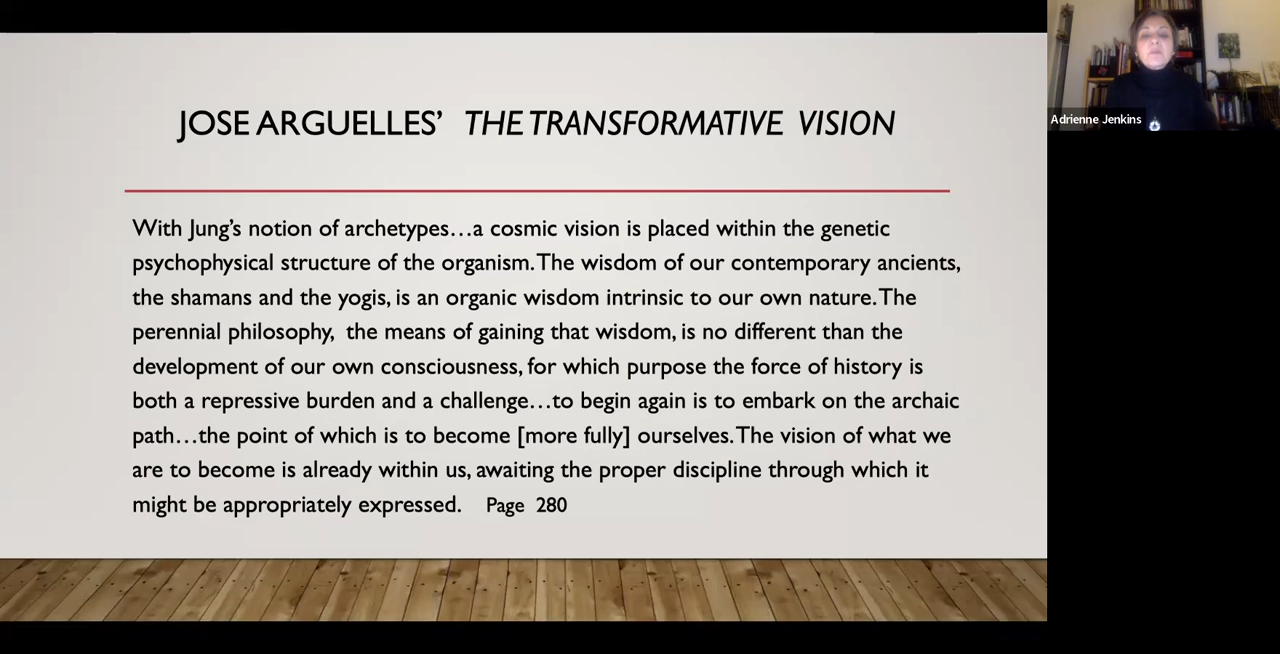 JOSE ARGUELLES’ THE TRANSFORMATIVE VISION
With Jung’s notion of archetypes…a cosmic vision is placed within the genetic
psychophysical structure of the organism. The wisdom of our contemporary ancients,
the shamans and the yogis, is an organic wisdom intrinsic to our own nature. The
perennial philosophy, the means of gaining that wisdom, is no different than the
development of our own consciousness, for which purpose the force of history is
both a repressive burden and a challenge…to begin again is to embark on the archaic
path…the point of which is to become [more fully] ourselves. The vision of what we
are to become is already within us, awaiting the proper discipline through which it
might be appropriately expressed. Page 280
Adrienne Jenkins